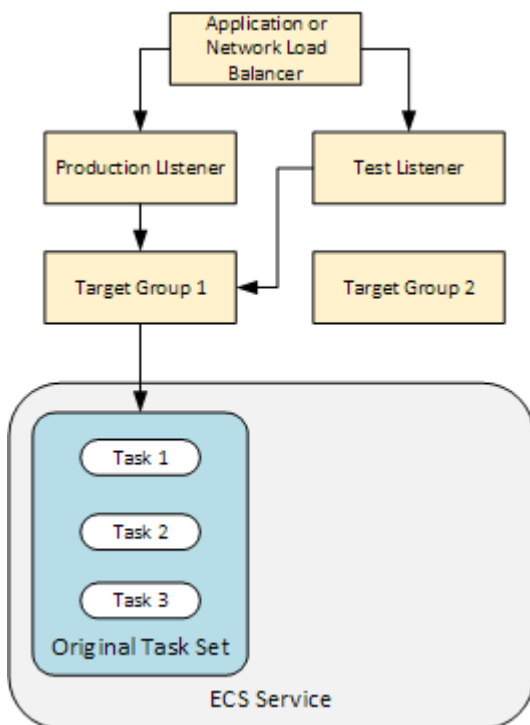 Application or
Network Load
Balancer
Production LIstener
Test Listener
Target Group 1
Target Group 2
Task 1
Task 2
Task 3
Original Task Set
ECS Service